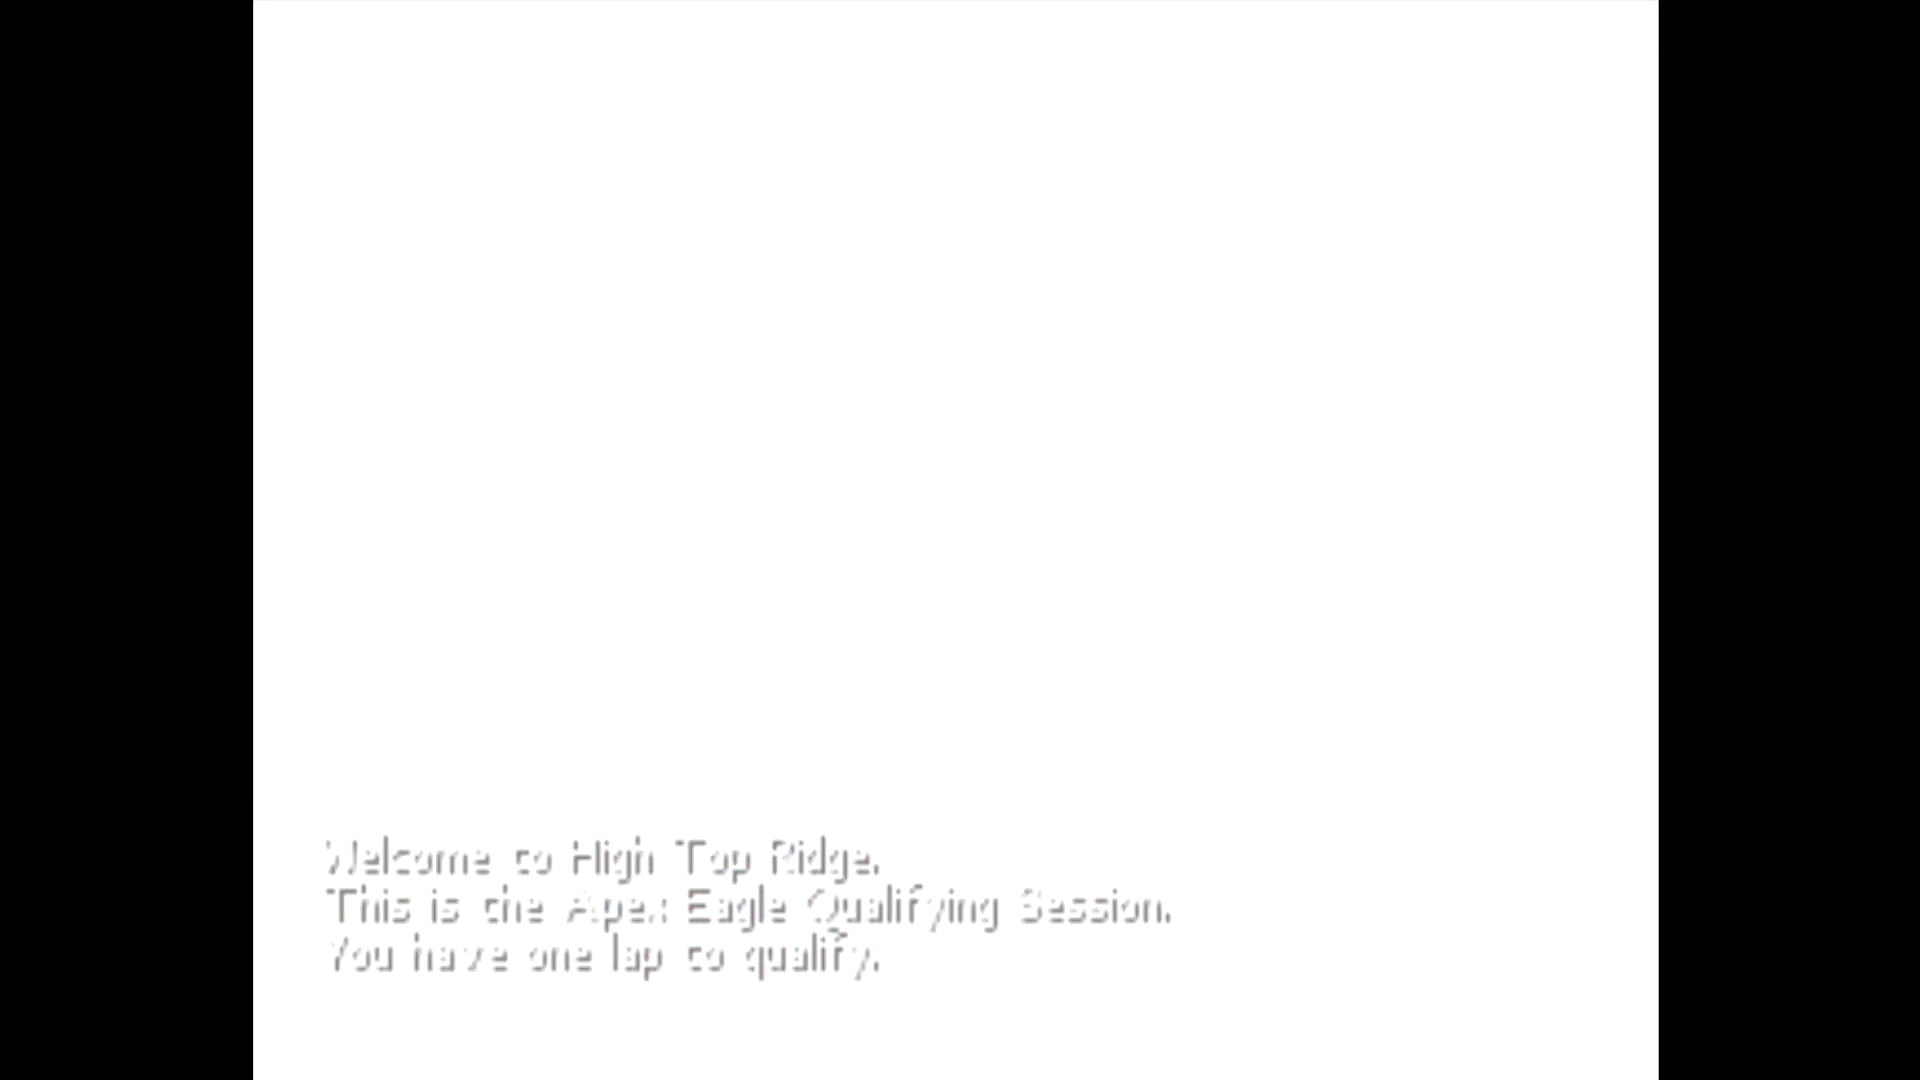 Welcome to High Top Ridge.
This is the Apex Eagle Qualifying Session.
You have one lap to qualify.